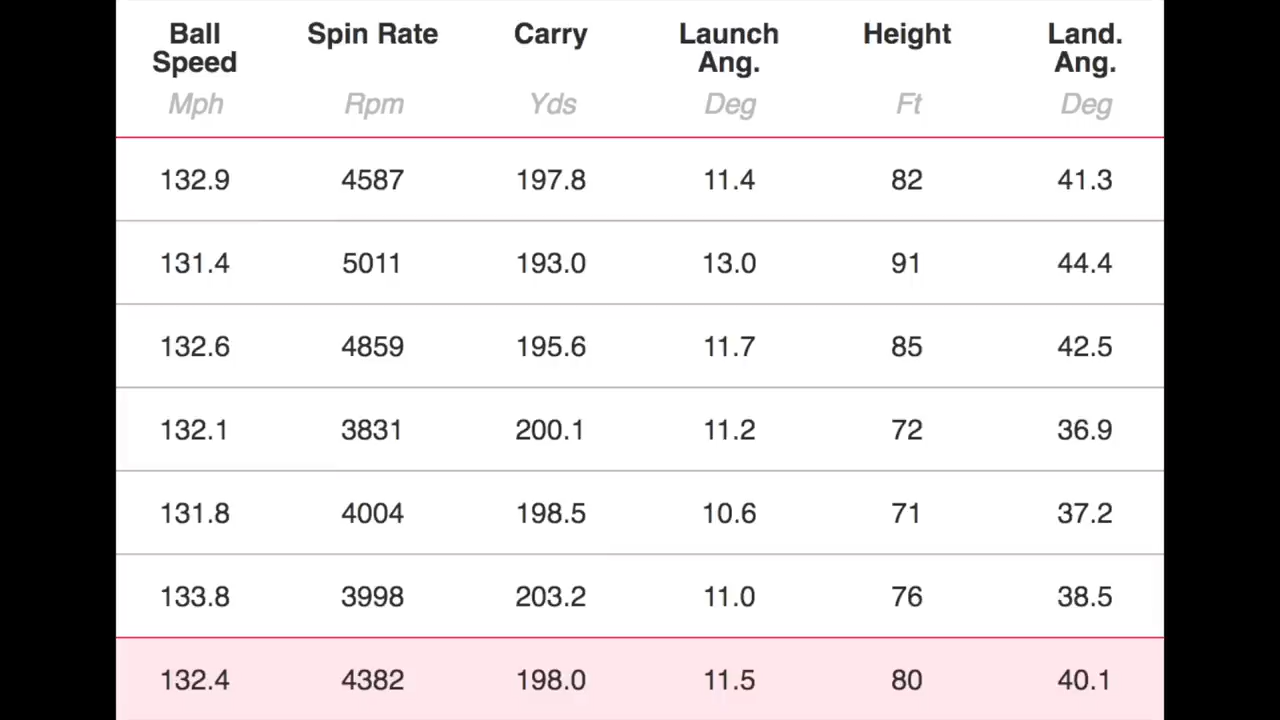 Ball Speed Spin Rate Carry Launch Ang. Height Land. Ang.
Mph Rpm Yds Deg Ft Deg
132.9 4587 197.8 11.4 82 41.3
131.4 5011 193.0 13.0 91 44.4
132.6 4859 195.6 11.7 85 42.5
132.1 3831 200.1 11.2 72 36.9
131.8 4004 198.5 10.6 71 37.2
133.8 3998 203.2 11.0 76 38.5
132.4 4382 198.0 11.5 80 40.1